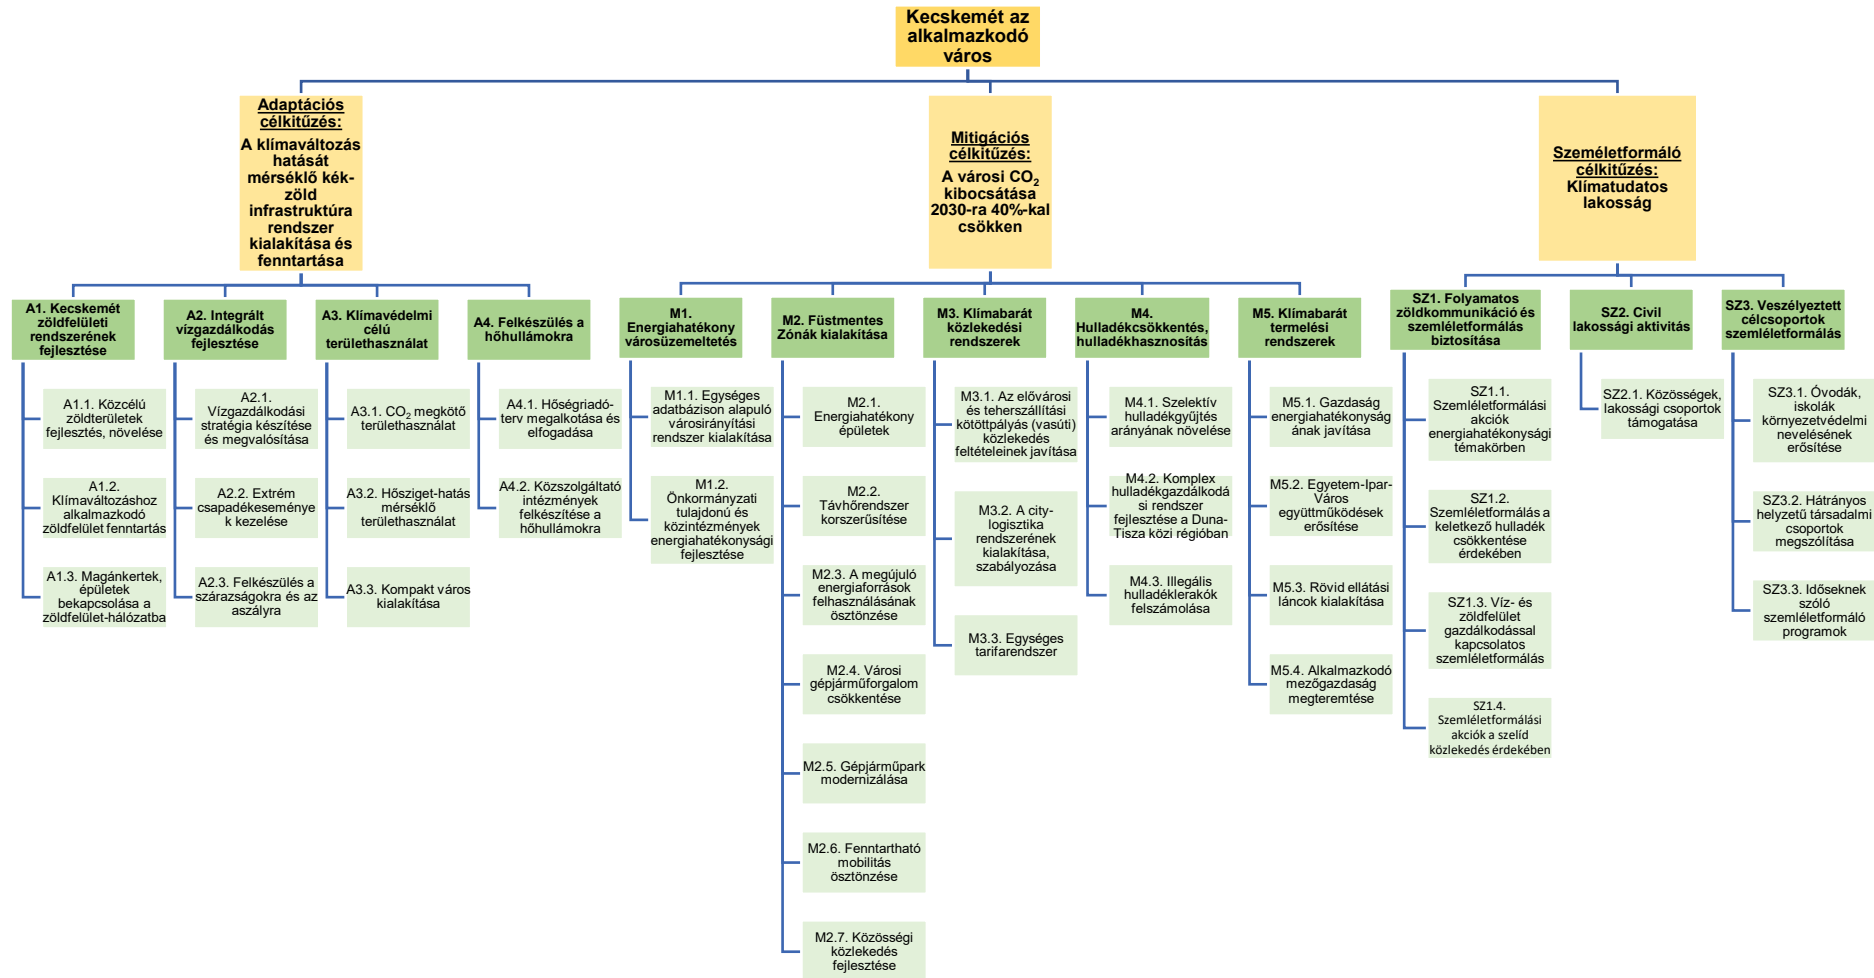 Kecskemét az
alkalmazkodó
város
Adaptációs
célkitűzés:
A klímaváltozás
hatását
mérséklő kék-
zöld
infrastruktúra
rendszer
kialakítása és
fenntartása
Mitigációs
célkitűzés:
A városi CO₂
kibocsátása
2030-ra 40%-kal
csökken
Személetformáló
célkitűzés:
Klímatudatos
lakosság
A1. Kecskemét
zöldfelületi
rendszerének
fejlesztése
A2. Integrált
vízgazdálkodás
fejlesztése
A3. Klímavédelmi
célú
területhasználat
A4. Felkészülés a
hőhullámokra
M1.
Energiahatékony
városüzemeltetés
M2. Füstmentes
Zónák kialakítása
M3. Klímabarát
közlekedési
rendszerek
M4.
Hulladékcsökkentés,
hulladékhasznosítás
M5. Klímabarát
termelési
rendszerek
SZ1. Folyamatos
zöldkommunikáció és
szemléletformálás
biztosítása
SZ2. Civil
lakossági aktivitás
SZ3. Veszélyeztett
célcsoportok
szemléletformálás
A1.1. Közcélú
zöldterületek
fejlesztés, növelése
A1.2.
Klímaváltozáshoz
alkalmazkodó
zöldfelület fenntartás
A1.3. Magánkertek,
épületek
bekapcsolása a
zöldfelület-hálózatba
A2.1.
Vízgazdálkodási
stratégia készítése
és megvalósítása
A2.2. Extrém
csapadékeseménye
k kezelése
A2.3. Felkészülés a
szárazságokra és az
aszályra
A3.1. CO₂ megkötő
területhasználat
A3.2. Hősziget-hatás
mérséklő
területhasználat
A3.3. Kompakt város
kialakítása
A4.1. Hőségriadó-
terv megalkotása és
elfogadása
A4.2. Közszolgáltató
intézmények
felkészítése a
hőhullámokra
M1.1. Egységes
adatbázison alapuló
városirányítási
rendszer kialakítása
M1.2.
Önkormányzati
tulajdonú és
közintézmények
energiahatékonysági
fejlesztése
M2.1.
Energiahatékony
épületek
M2.2.
Távhőrendszer
korszerűsítése
M2.3. A megújuló
energiaforrások
felhasználásának
ösztönzése
M2.4. Városi
gépjárműforgalom
csökkentése
M2.5. Gépjárműpark
modernizálása
M2.6. Fenntartható
mobilitás
ösztönzése
M2.7. Közösségi
közlekedés
fejlesztése
M3.1. Az elővárosi
és teherszállítási
kötöttpályás (vasúti)
közlekedés
feltételeinek javítása
M3.2. A city-
logisztika
rendszerének
kialakítása,
szabályozása
M3.3. Egységes
tarifarendszer
M4.1. Szelektív
hulladékgyűjtés
arányának növelése
M4.2. Komplex
hulladékgazdálkodá
si rendszer
fejlesztése a Duna-
Tisza közi régióban
M4.3. Illegális
hulladéklerakók
felszámolása
M5.1. Gazdaság
energiahatékonyság
ának javítása
M5.2. Egyetem-Ipar-
Város
együttműködések
erősítése
M5.3. Rövid ellátási
láncok kialakítása
M5.4. Alkalmazkodó
mezőgazdaság
megteremtése
SZ1.1.
Szemléletformálási
akciók
energiahatékonysági
témakörben
SZ1.2.
Szemléletformálás a
keletkező hulladék
csökkentése
érdekében
SZ1.3. Víz- és
zöldfelület
gazdálkodással
kapcsolatos
szemléletformálás
SZ1.4.
Szemléletformálási
akciók a szelíd
közlekedés érdekében
SZ2.1. Közösségek,
lakossági csoportok
támogatása
SZ3.1. Óvodák,
iskolák
környezetvédelmi
nevelésének
erősítése
SZ3.2. Hátrányos
helyzetű társadalmi
csoportok
megszólítása
SZ3.3. Időseknek
szóló
szemléletformáló
programok